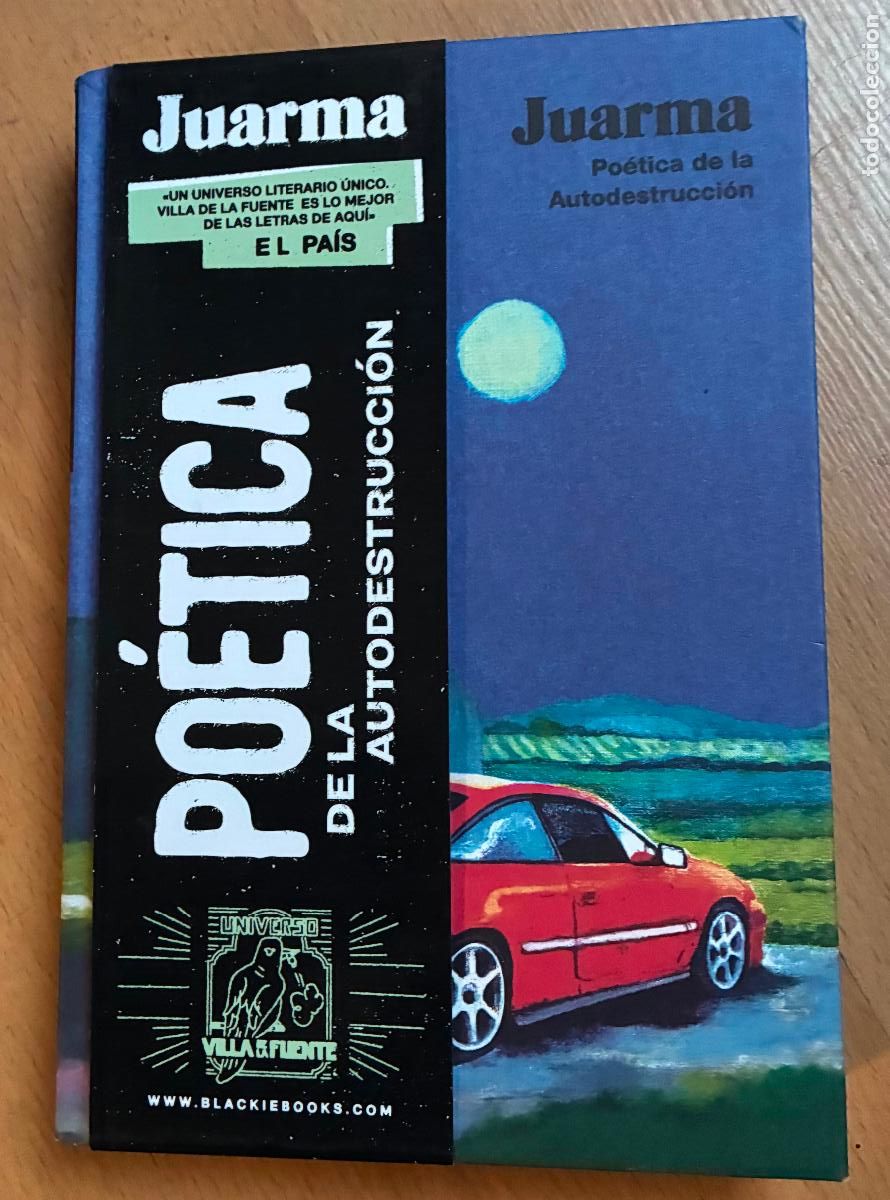 Juarma
«UN UNIVERSO LITERARIO ÚNICO.
VILLA DE LA FUENTE ES LO MEJOR
DE LAS LETRAS DE AQUÍ»
EL PAÍS
POÉTICA
DE LA
AUTODESTRUCCIÓN
UNIVERSO
VILLA DE LA FUENTE
WWW.BLACKIEBOOKS.COM
Juarma
Poética de la
Autodestrucción
todocoleccion